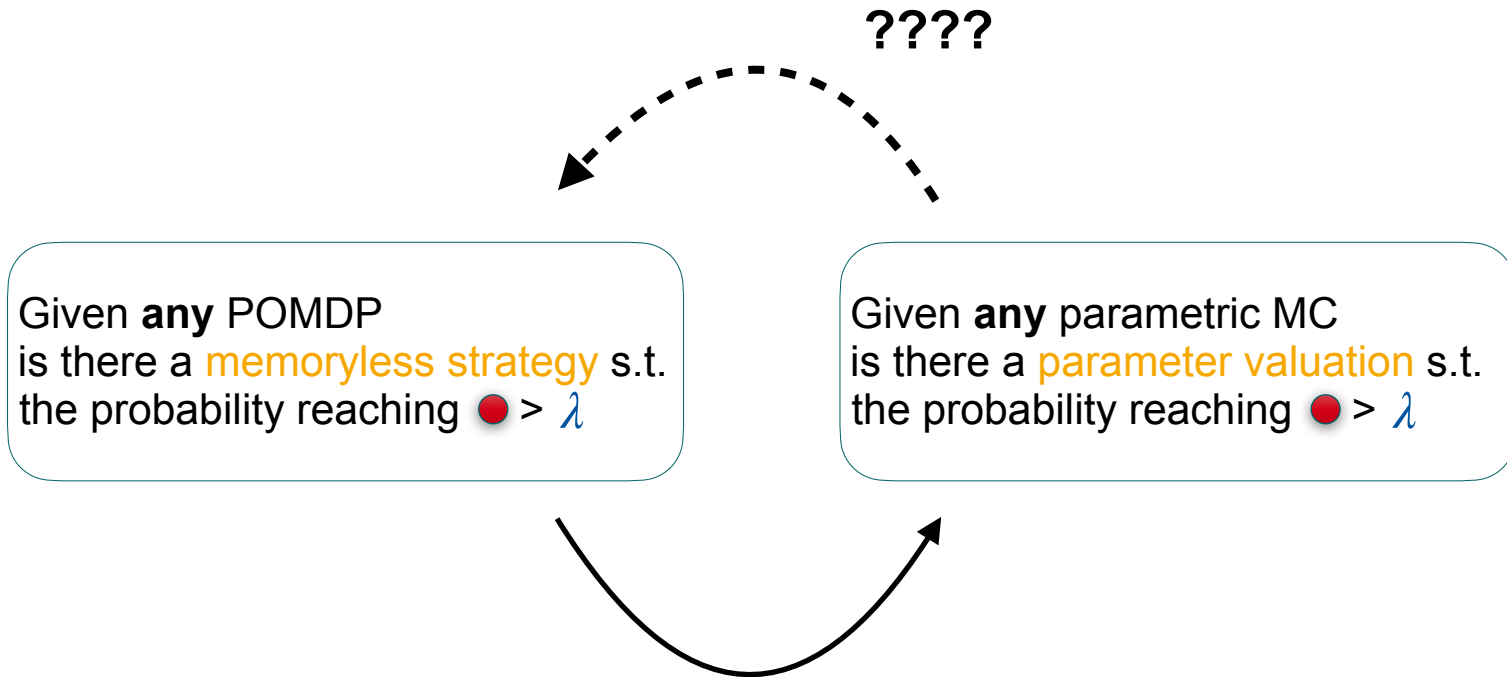 ????
Given any POMDP
is there a memoryless strategy s.t.
the probability reaching > λ
Given any parametric MC
is there a parameter valuation s.t.
the probability reaching > λ